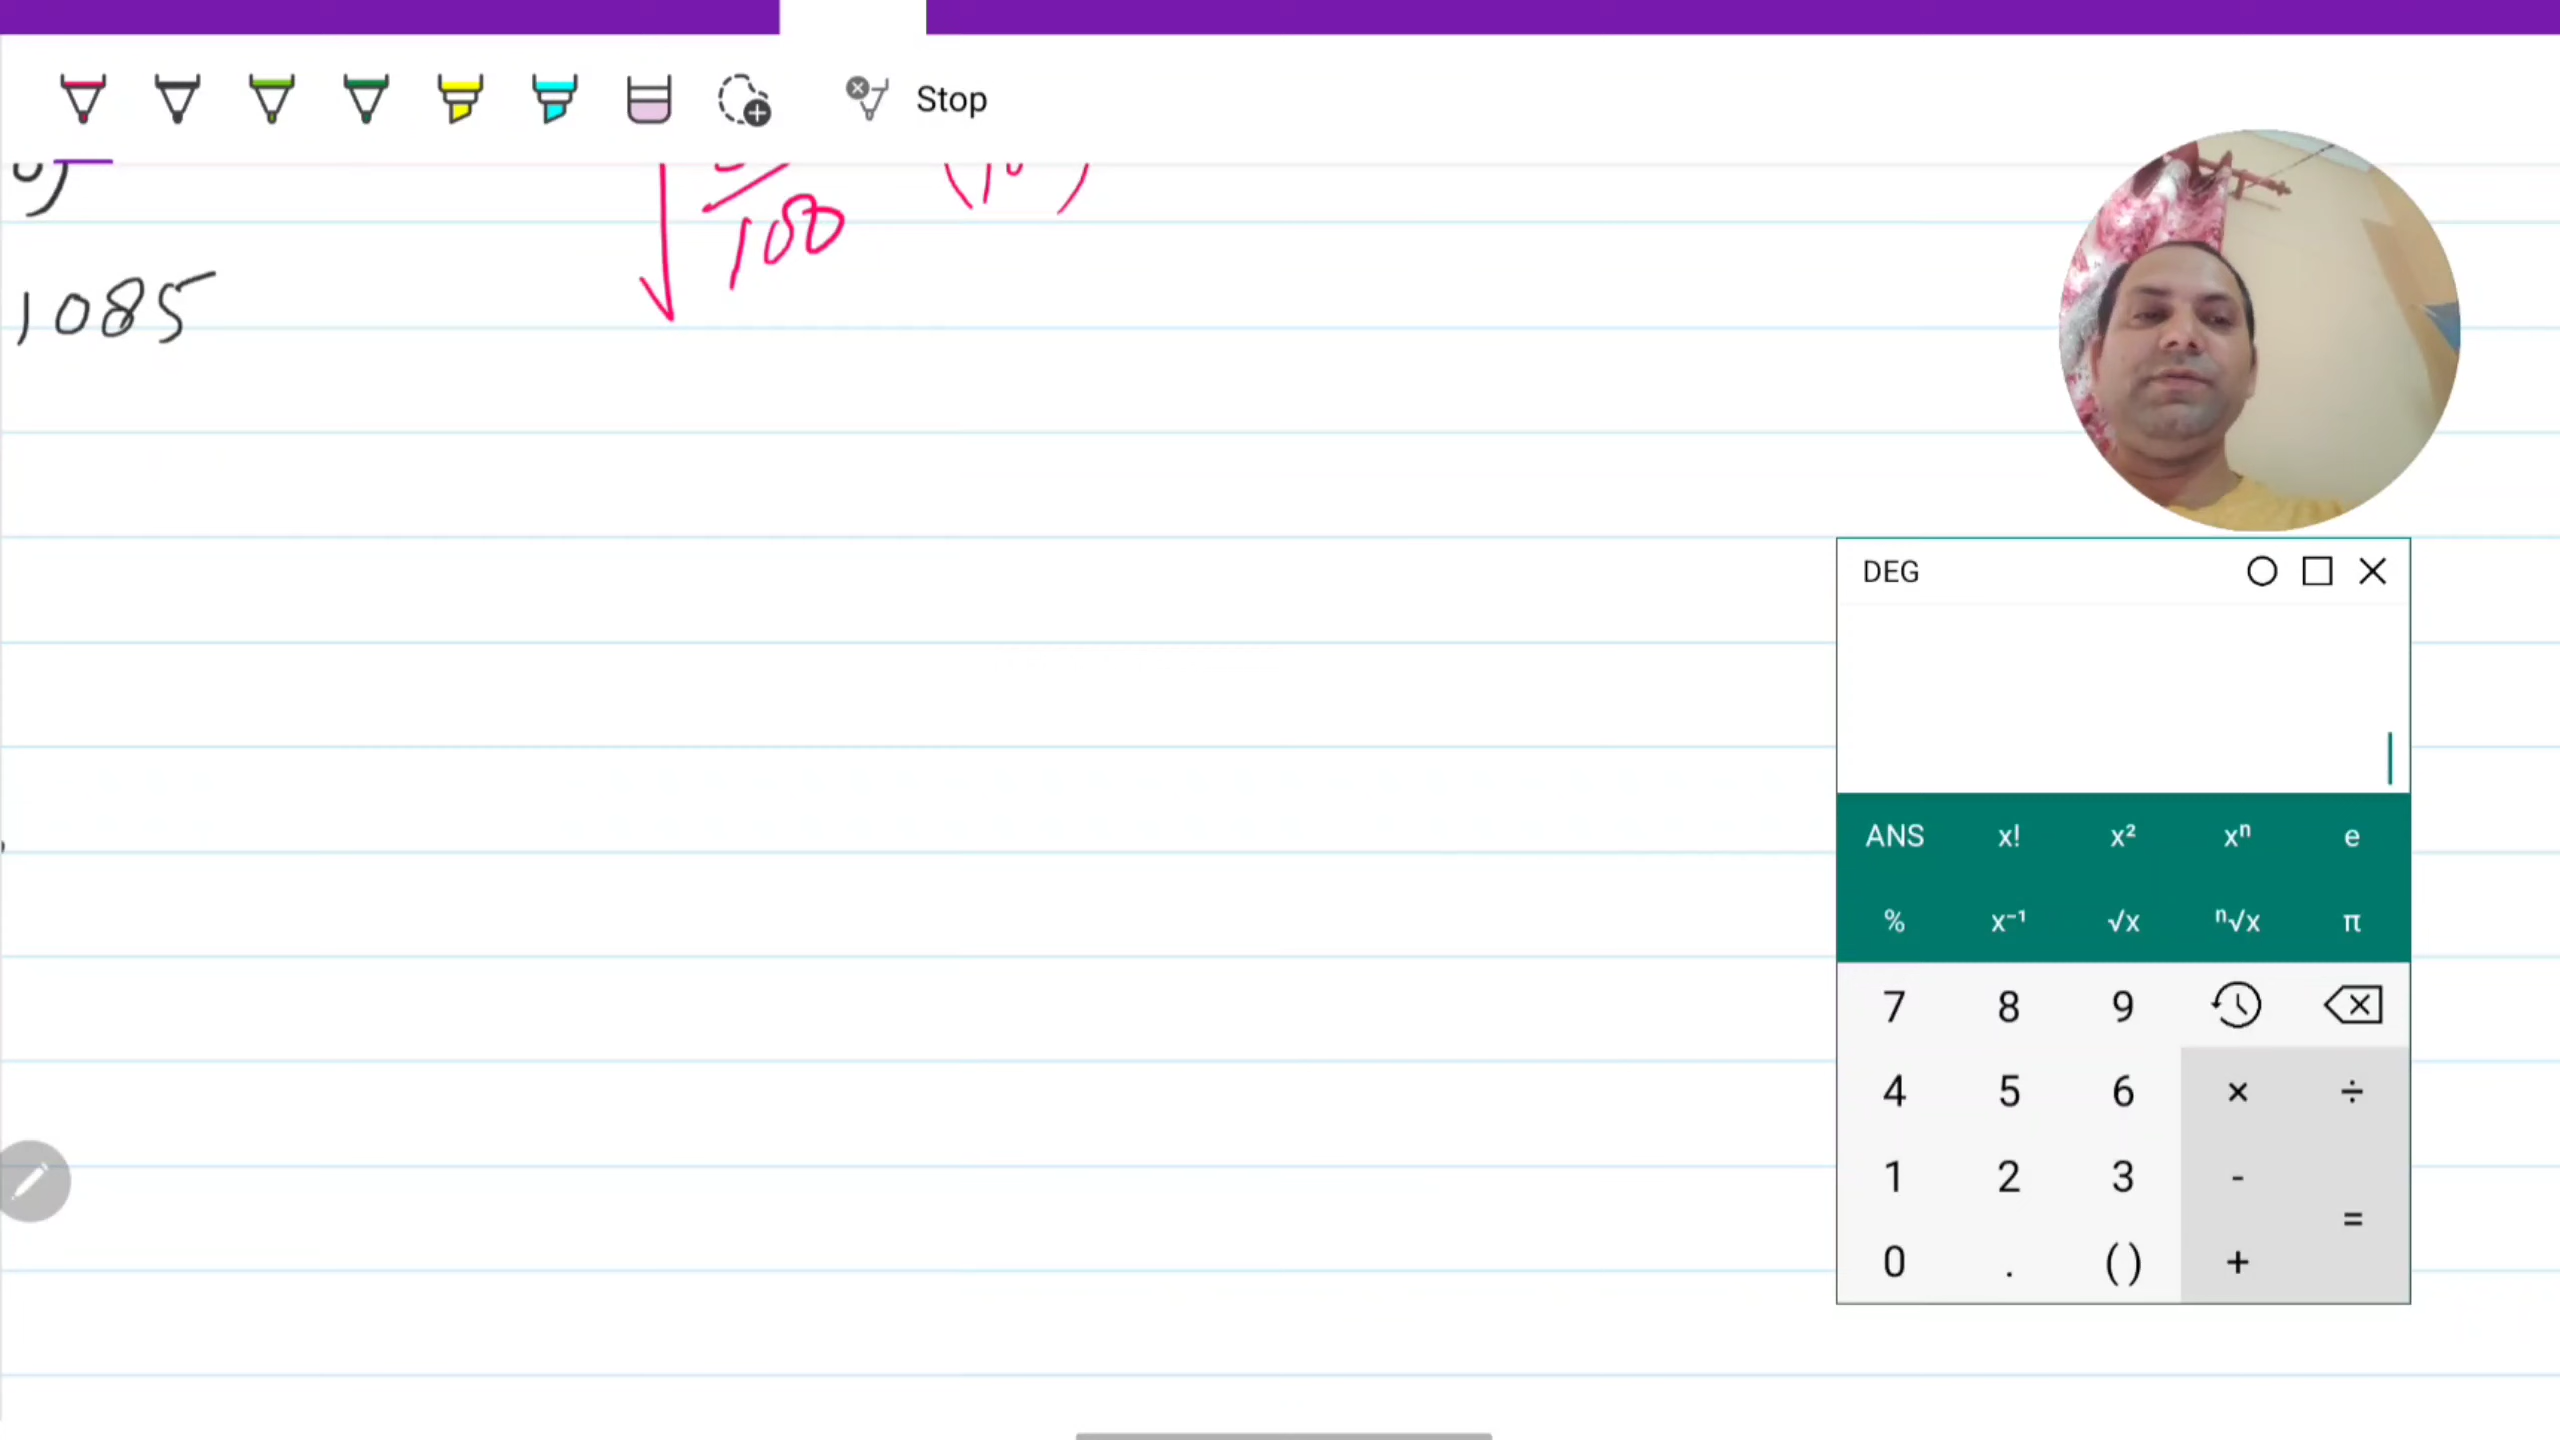 Stop
100
1085
DEG
ANS x! x² xⁿ e
% x⁻¹ √x ⁿ√x π
7 8 9
4 5 6 × ÷
1 2 3 -
=
0 . ( ) +